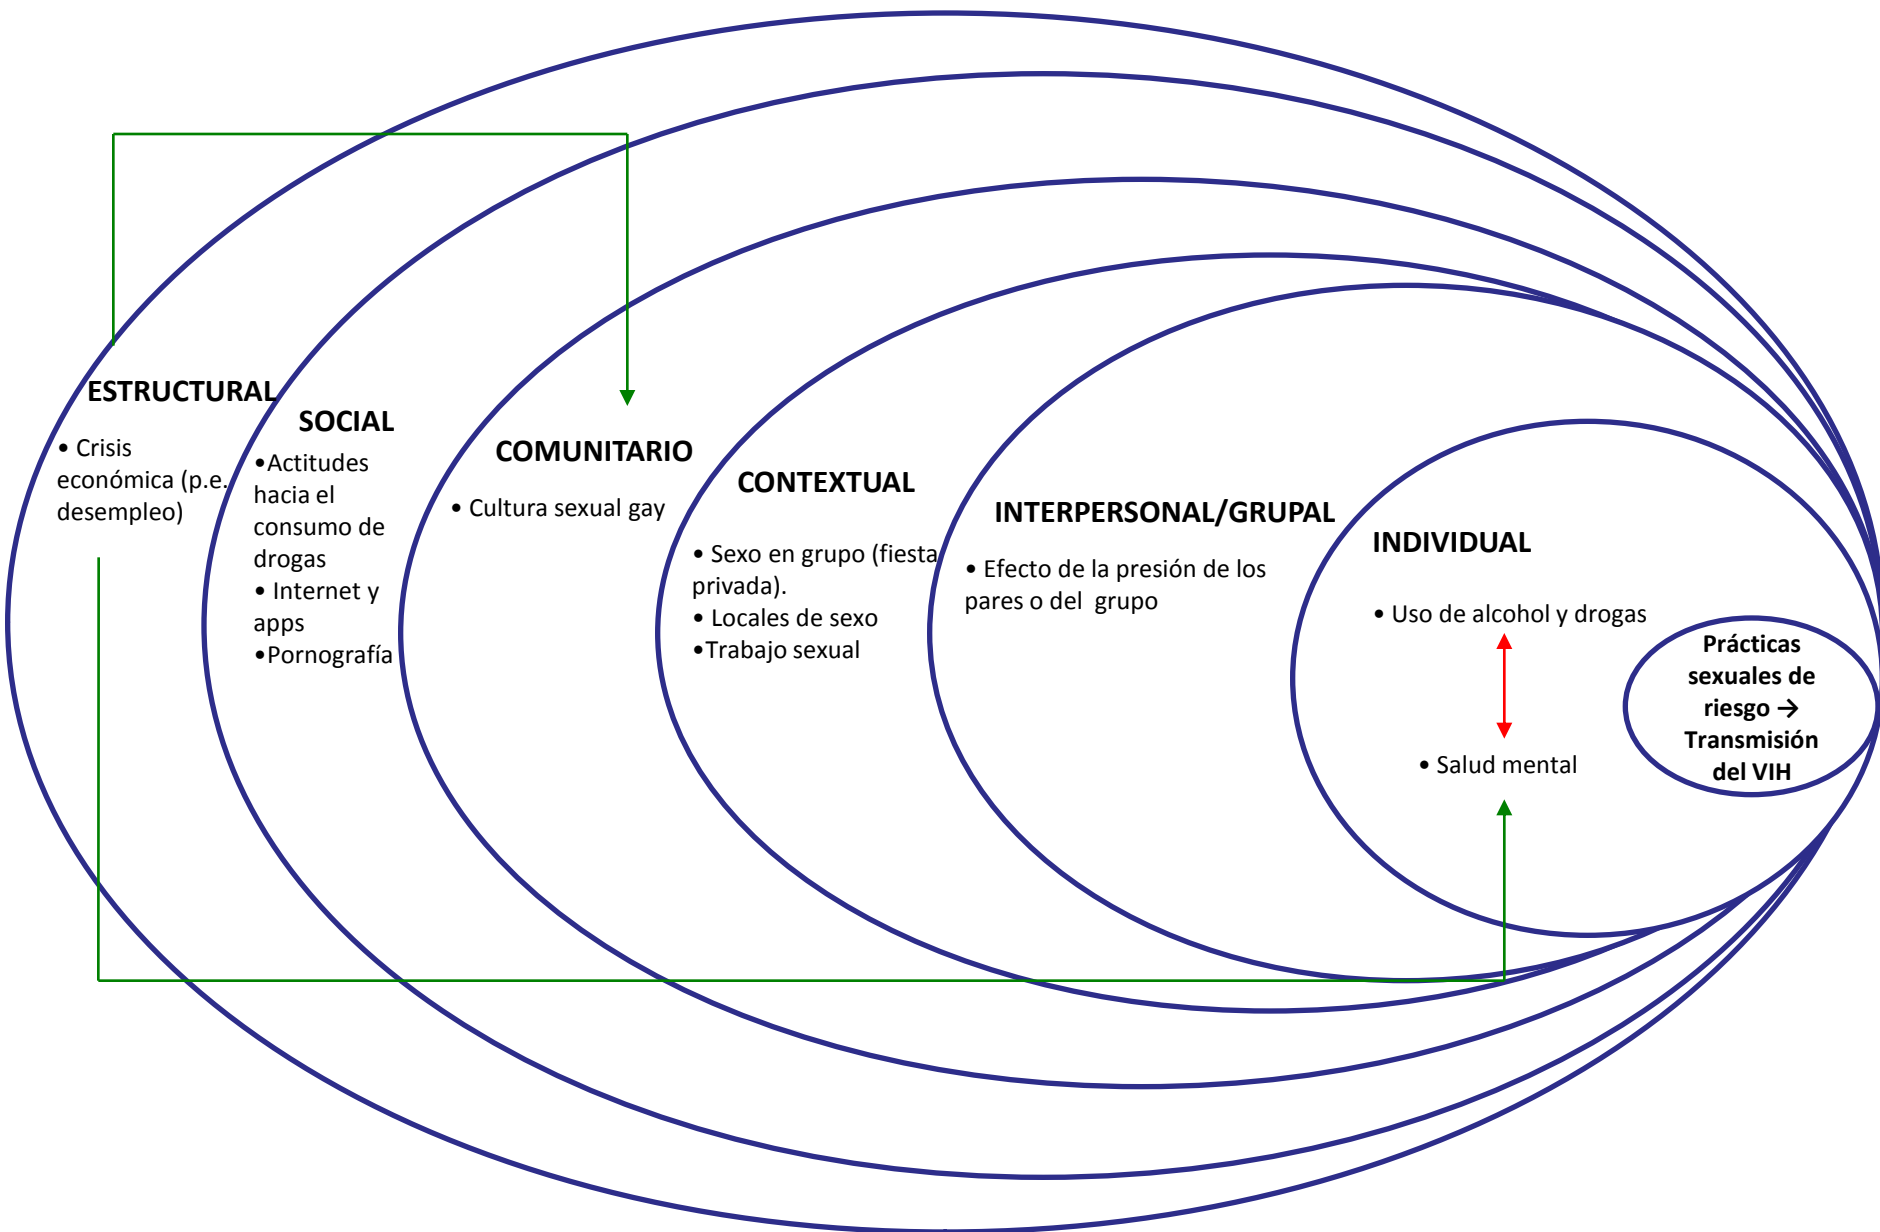 ESTRUCTURAL
• Crisis
económica (p.e.
desempleo)
SOCIAL
•Actitudes
hacia el
consumo de
drogas
• Internet y
apps
•Pornografía
COMUNITARIO
• Cultura sexual gay
CONTEXTUAL
• Sexo en grupo (fiesta
privada).
• Locales de sexo
•Trabajo sexual
INTERPERSONAL/GRUPAL
• Efecto de la presión de los
pares o del grupo
INDIVIDUAL
• Uso de alcohol y drogas
• Salud mental
Prácticas
sexuales de
riesgo →
Transmisión
del VIH